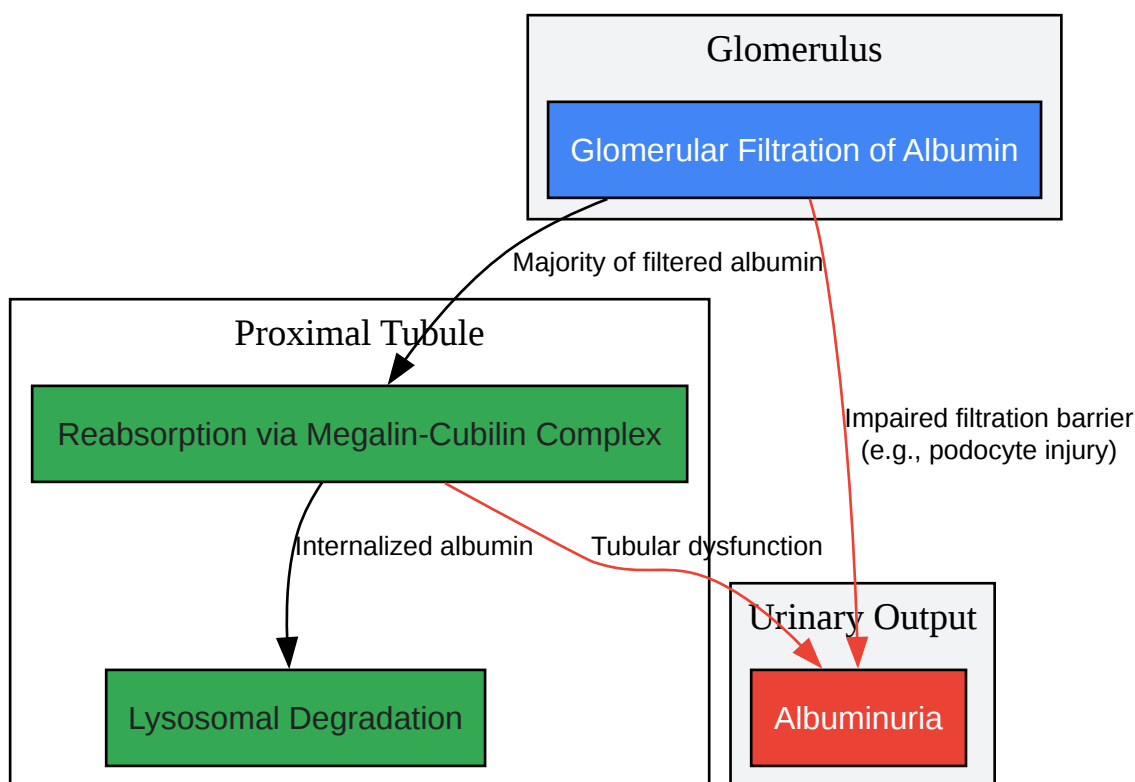 Glomerulus
Glomerular Filtration of Albumin
Majority of filtered albumin
Proximal Tubule
Reabsorption via Megalin-Cubilin Complex
Impaired filtration barrier
(e.g., podocyte injury)
Internalized albumin
Tubular dysfunction
Urinary Output
Lysosomal Degradation
Albuminuria